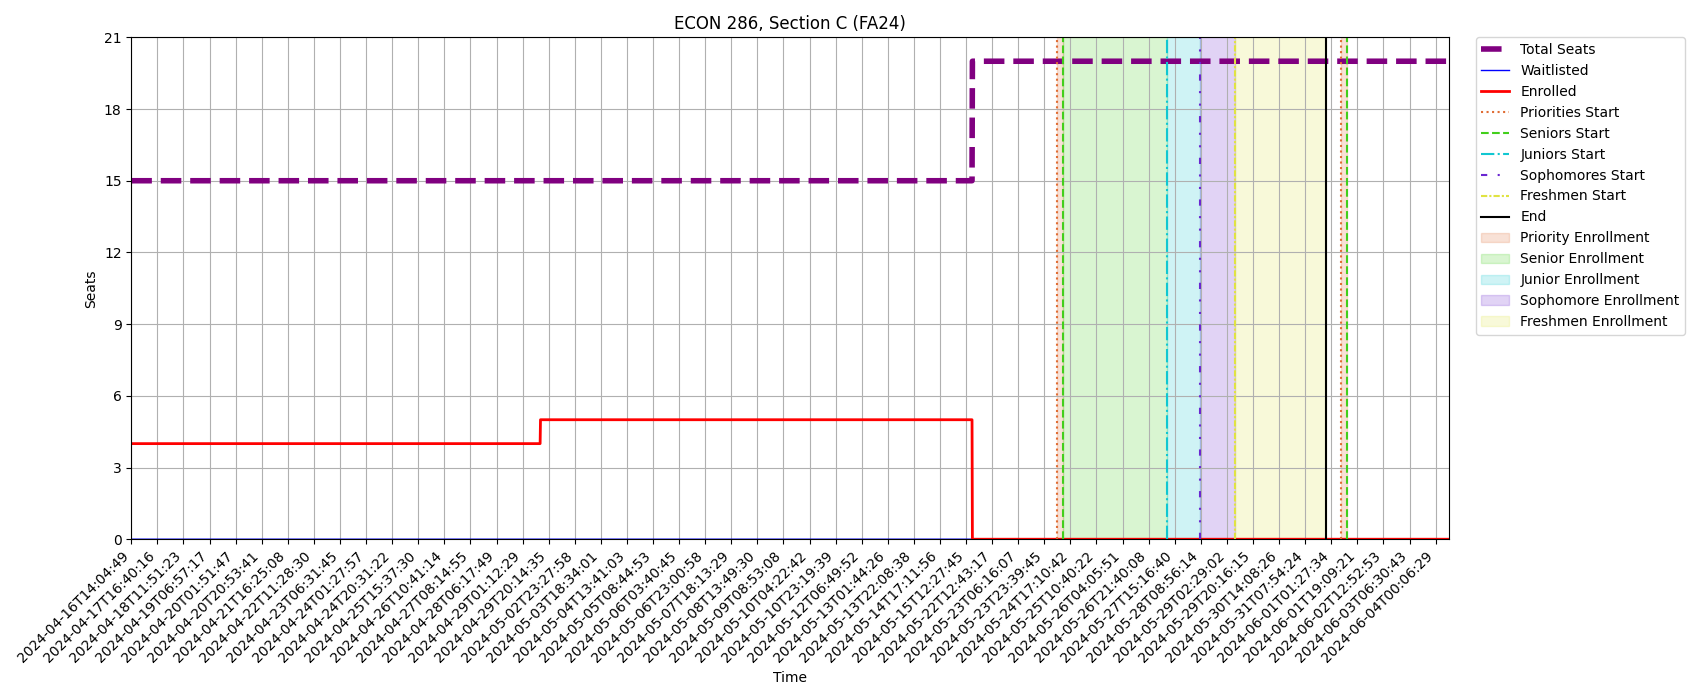 ECON 286, Section C (FA24)
21
18
15
12
9
6
3
0
Seats
Total Seats
Waitlisted
Enrolled
Priorities Start
Seniors Start
Juniors Start
Sophomores Start
Freshmen Start
End
Priority Enrollment
Senior Enrollment
Junior Enrollment
Sophomore Enrollment
Freshmen Enrollment
2024-04-16T14:04:49
2024-04-17T16:40:16
2024-04-18T11:51:23
2024-04-19T06:57:17
2024-04-20T01:51:47
2024-04-20T20:53:41
2024-04-21T16:25:08
2024-04-22T11:28:30
2024-04-23T06:31:45
2024-04-24T01:27:57
2024-04-24T20:31:22
2024-04-25T15:37:30
2024-04-26T10:41:14
2024-04-27T08:14:55
2024-04-28T06:17:49
2024-04-29T01:12:29
2024-04-29T20:14:35
2024-05-02T23:27:58
2024-05-03T18:34:01
2024-05-04T13:41:03
2024-05-05T08:44:53
2024-05-06T03:40:45
2024-05-06T23:00:58
2024-05-07T18:13:29
2024-05-08T13:49:30
2024-05-09T08:53:08
2024-05-10T04:22:42
2024-05-10T23:19:39
2024-05-12T06:49:52
2024-05-13T01:44:26
2024-05-13T22:08:38
2024-05-14T17:11:56
2024-05-15T12:27:45
2024-05-22T12:43:17
2024-05-23T06:16:07
2024-05-23T23:39:45
2024-05-24T17:10:42
2024-05-25T10:40:22
2024-05-26T04:05:51
2024-05-26T21:40:08
2024-05-27T15:16:40
2024-05-28T08:56:14
2024-05-29T02:29:02
2024-05-29T20:16:15
2024-05-30T14:08:26
2024-05-31T07:54:24
2024-06-01T01:27:34
2024-06-01T19:09:21
2024-06-02T12:52:53
2024-06-03T06:30:43
2024-06-04T00:06:29
Time